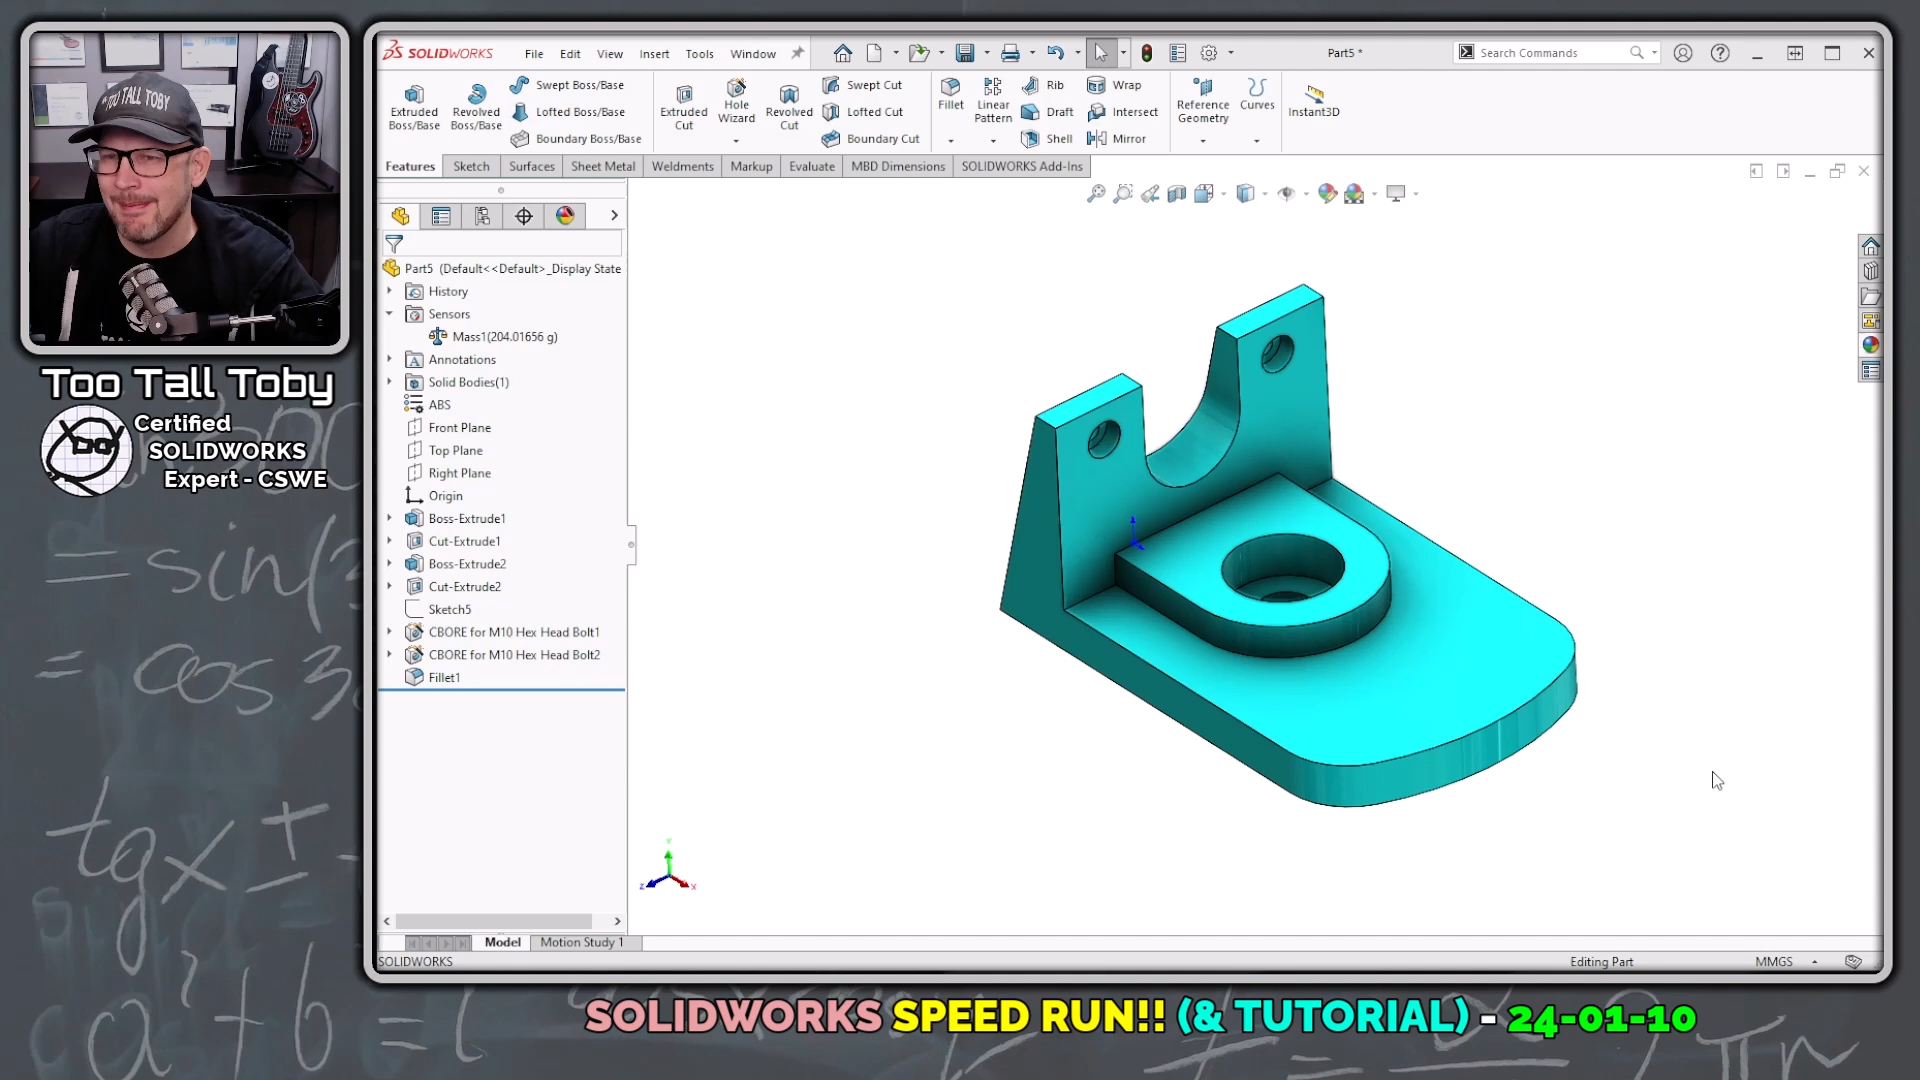 SOLIDWORKS
File Edit View Insert Tools Window
Part5 *
Search Commands
Extruded Boss/Base
Revolved Boss/Base
Swept Boss/Base
Lofted Boss/Base
Boundary Boss/Base
Extruded Cut
Hole Wizard
Revolved Cut
Swept Cut
Lofted Cut
Boundary Cut
Fillet
Linear Pattern
Rib
Draft
Shell
Wrap
Intersect
Mirror
Reference Geometry
Curves
Instant3D
Features Sketch Surfaces Sheet Metal Weldments Markup Evaluate MBD Dimensions SOLIDWORKS Add-Ins
Part5 (Default<<Default>_Display State
History
Sensors
Mass1(204.01656 g)
Annotations
Solid Bodies(1)
ABS
Front Plane
Top Plane
Right Plane
Origin
Boss-Extrude1
Cut-Extrude1
Boss-Extrude2
Cut-Extrude2
Sketch5
CBORE for M10 Hex Head Bolt1
CBORE for M10 Hex Head Bolt2
Fillet1
Model Motion Study 1
SOLIDWORKS
Editing Part
MMGS
TOO TALL TOBY
Too Tall Toby
Certified
SOLIDWORKS
Expert - CSWE
SOLIDWORKS SPEED RUN!! (& TUTORIAL) - 24-01-10